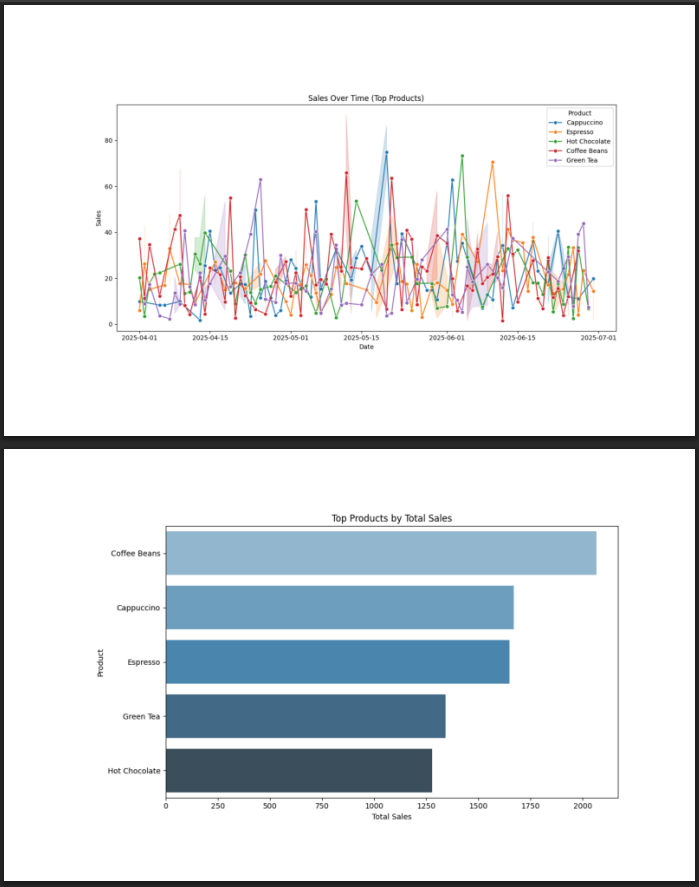 Sales Over Time (Top Products)
Product
Cappuccino
Espresso
Hot Chocolate
Coffee Beans
Green Tea
80
60
40
20
0
Sales
2025-04-01 2025-04-15 2025-05-01 2025-05-15 2025-06-01 2025-06-15 2025-07-01
Date
Top Products by Total Sales
Product
Coffee Beans
Cappuccino
Espresso
Green Tea
Hot Chocolate
0 250 500 750 1000 1250 1500 1750 2000
Total Sales